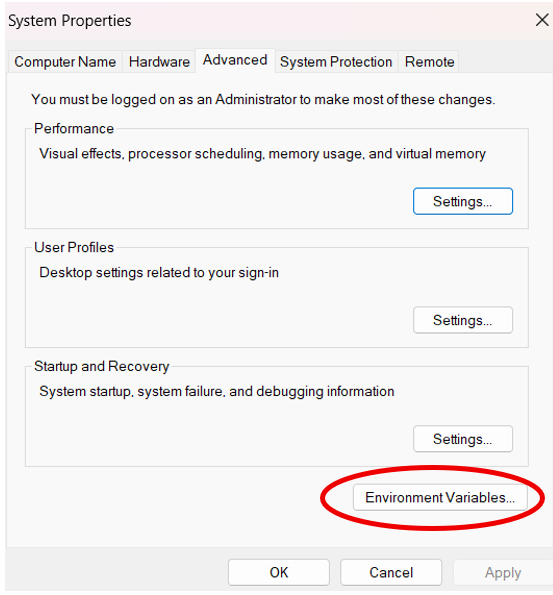 System Properties
Computer Name Hardware Advanced System Protection Remote
You must be logged on as an Administrator to make most of these changes.
Performance
Visual effects, processor scheduling, memory usage, and virtual memory
Settings...
User Profiles
Desktop settings related to your sign-in
Settings...
Startup and Recovery
System startup, system failure, and debugging information
Settings...
Environment Variables...
OK Cancel Apply